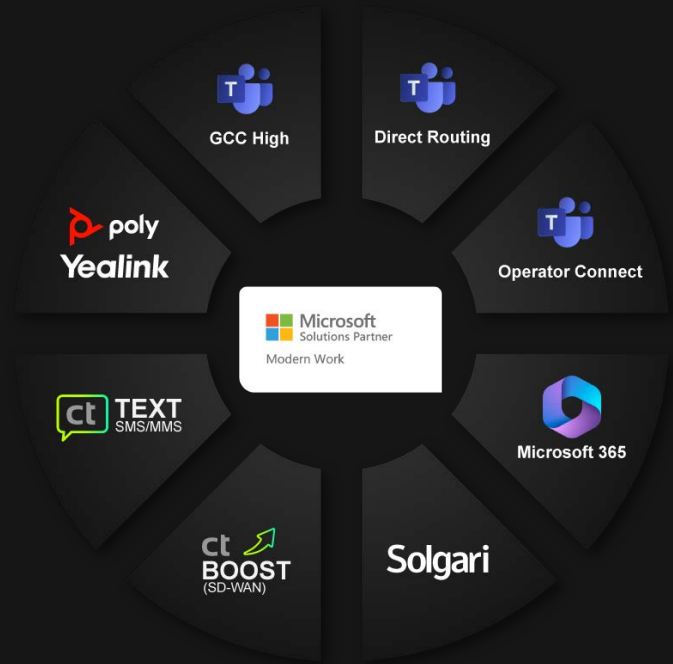 T
GCC High
T
Direct Routing
poly
Yealink
T
Operator Connect
Microsoft
Solutions Partner
Modern Work
ct TEXT
SMS/MMS
Microsoft 365
ct
BOOST
(SD-WAN)
Solgari